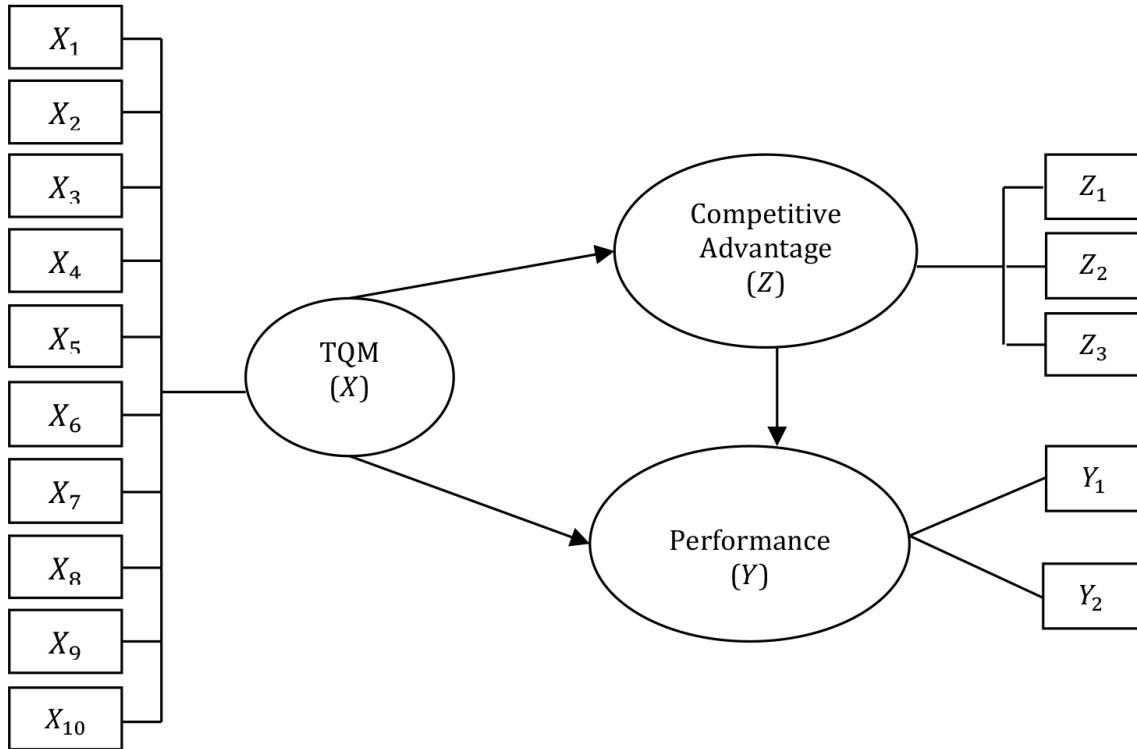 X₁
X₂
X₃
X₄
X₅
X₆
X₇
X₈
X₉
X₁₀
TQM
(X)
Competitive
Advantage
(Z)
Performance
(Y)
Z₁
Z₂
Z₃
Y₁
Y₂